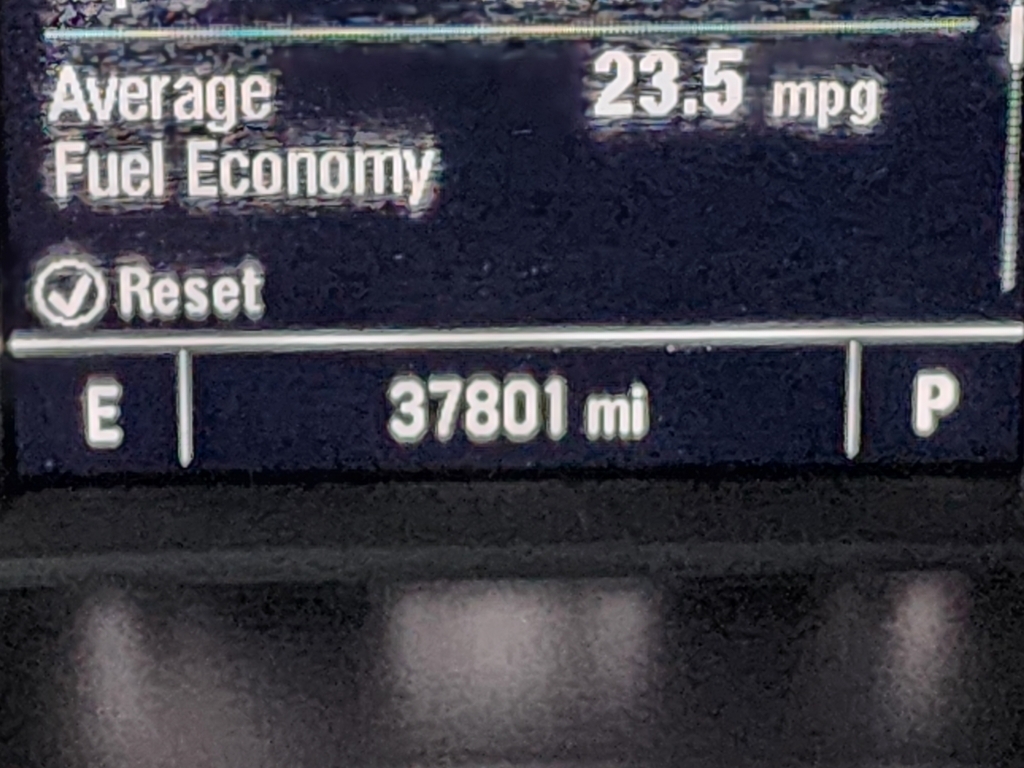 Average 23.5 mpg
Fuel Economy
Reset
E 37801 mi P